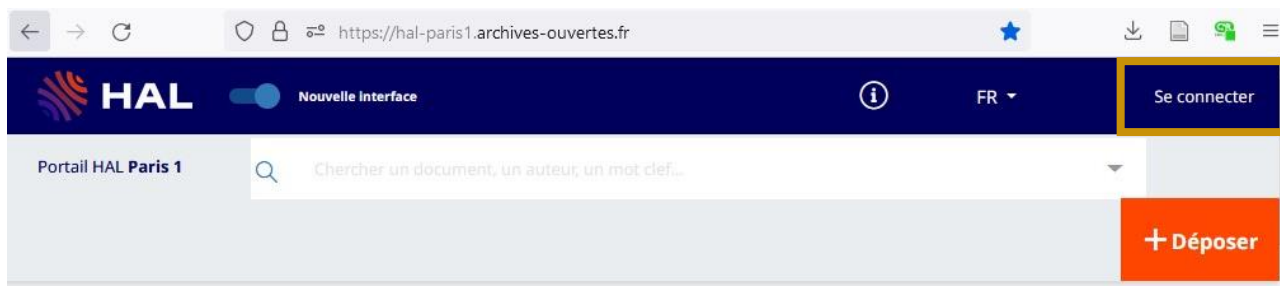 https://hal-paris1.archives-ouvertes.fr
HAL Nouvelle interface FR Se connecter
Portail HAL Paris 1 Chercher un document, un auteur, un mot clef...
+ Déposer